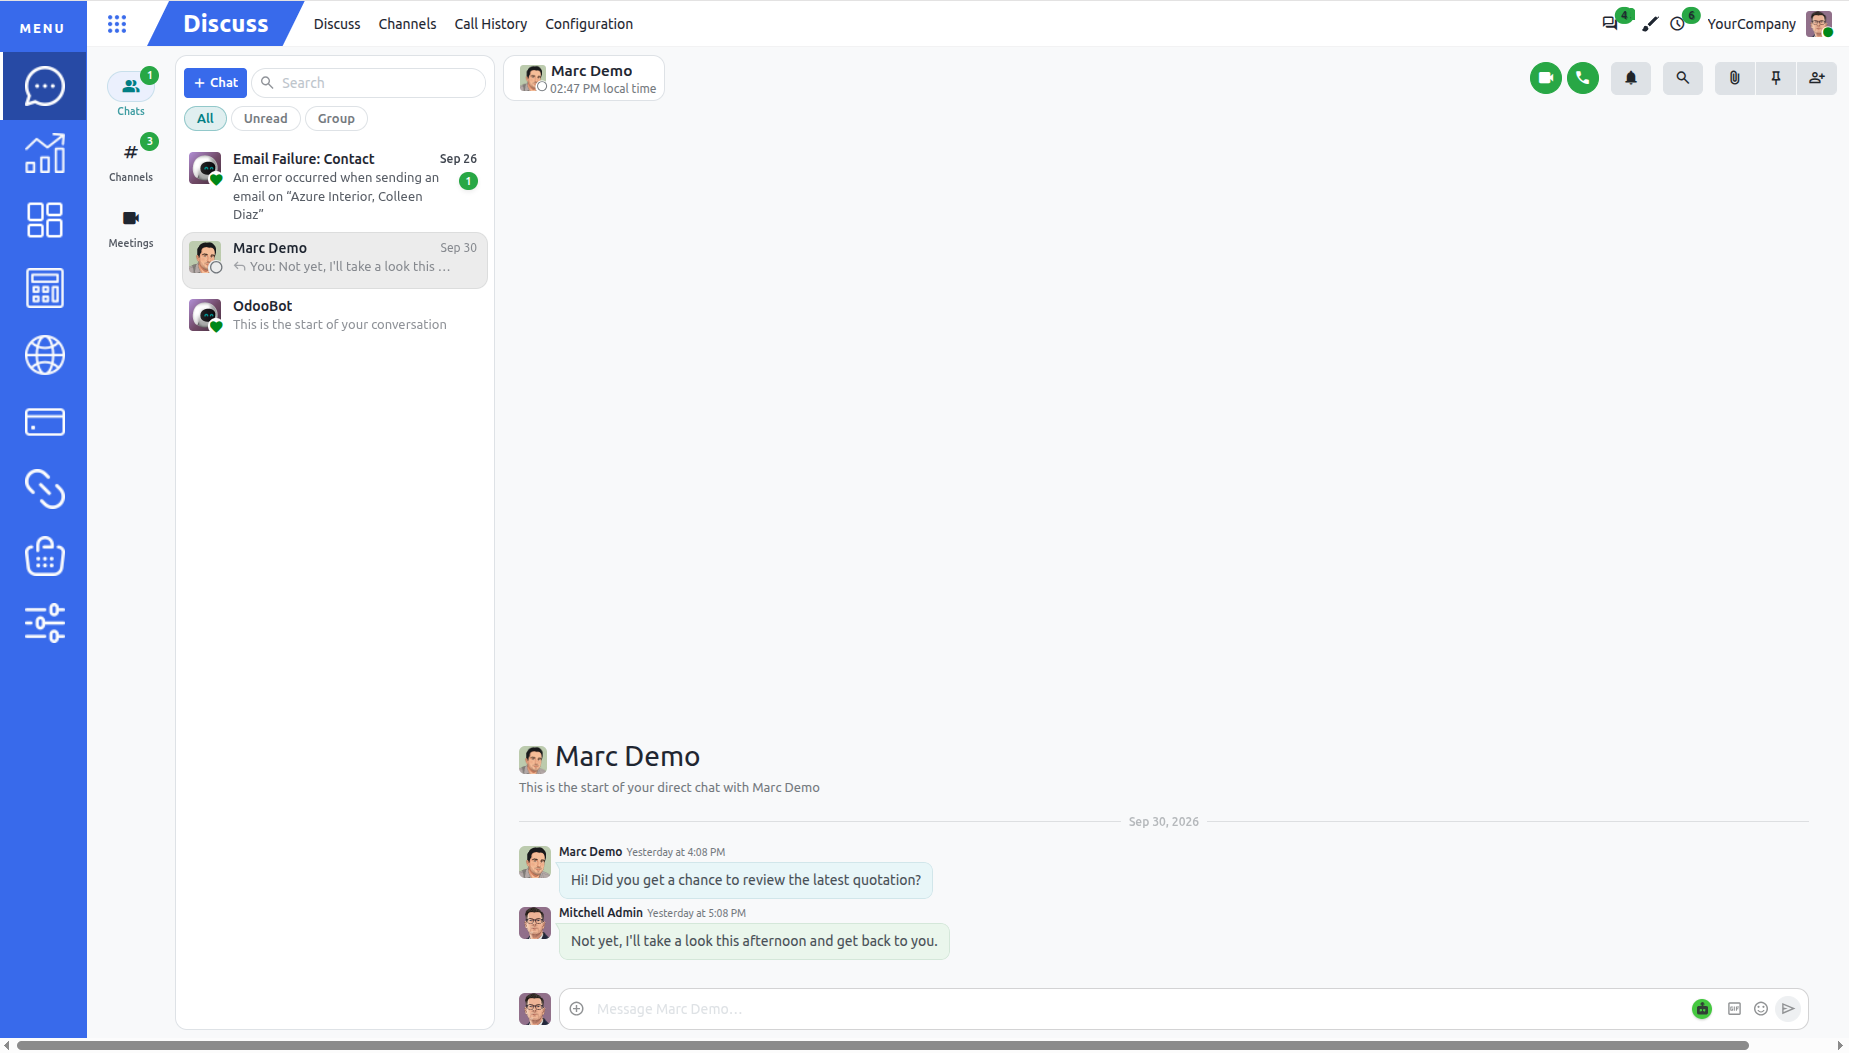 MENU
Discuss
Discuss
Channels
Call History
Configuration
4
6
YourCompany
1
Chats
3
Channels
Meetings
+ Chat
Search
All
Unread
Group
Email Failure: Contact
Sep 26
An error occurred when sending an
email on “Azure Interior, Colleen
Diaz”
1
Marc Demo
Sep 30
You: Not yet, I'll take a look this ...
OdooBot
This is the start of your conversation
Marc Demo
02:47 PM local time
Marc Demo
This is the start of your direct chat with Marc Demo
Sep 30, 2026
Marc Demo Yesterday at 4:08 PM
Hi! Did you get a chance to review the latest quotation?
Mitchell Admin Yesterday at 5:08 PM
Not yet, I'll take a look this afternoon and get back to you.
Message Marc Demo…
GIF